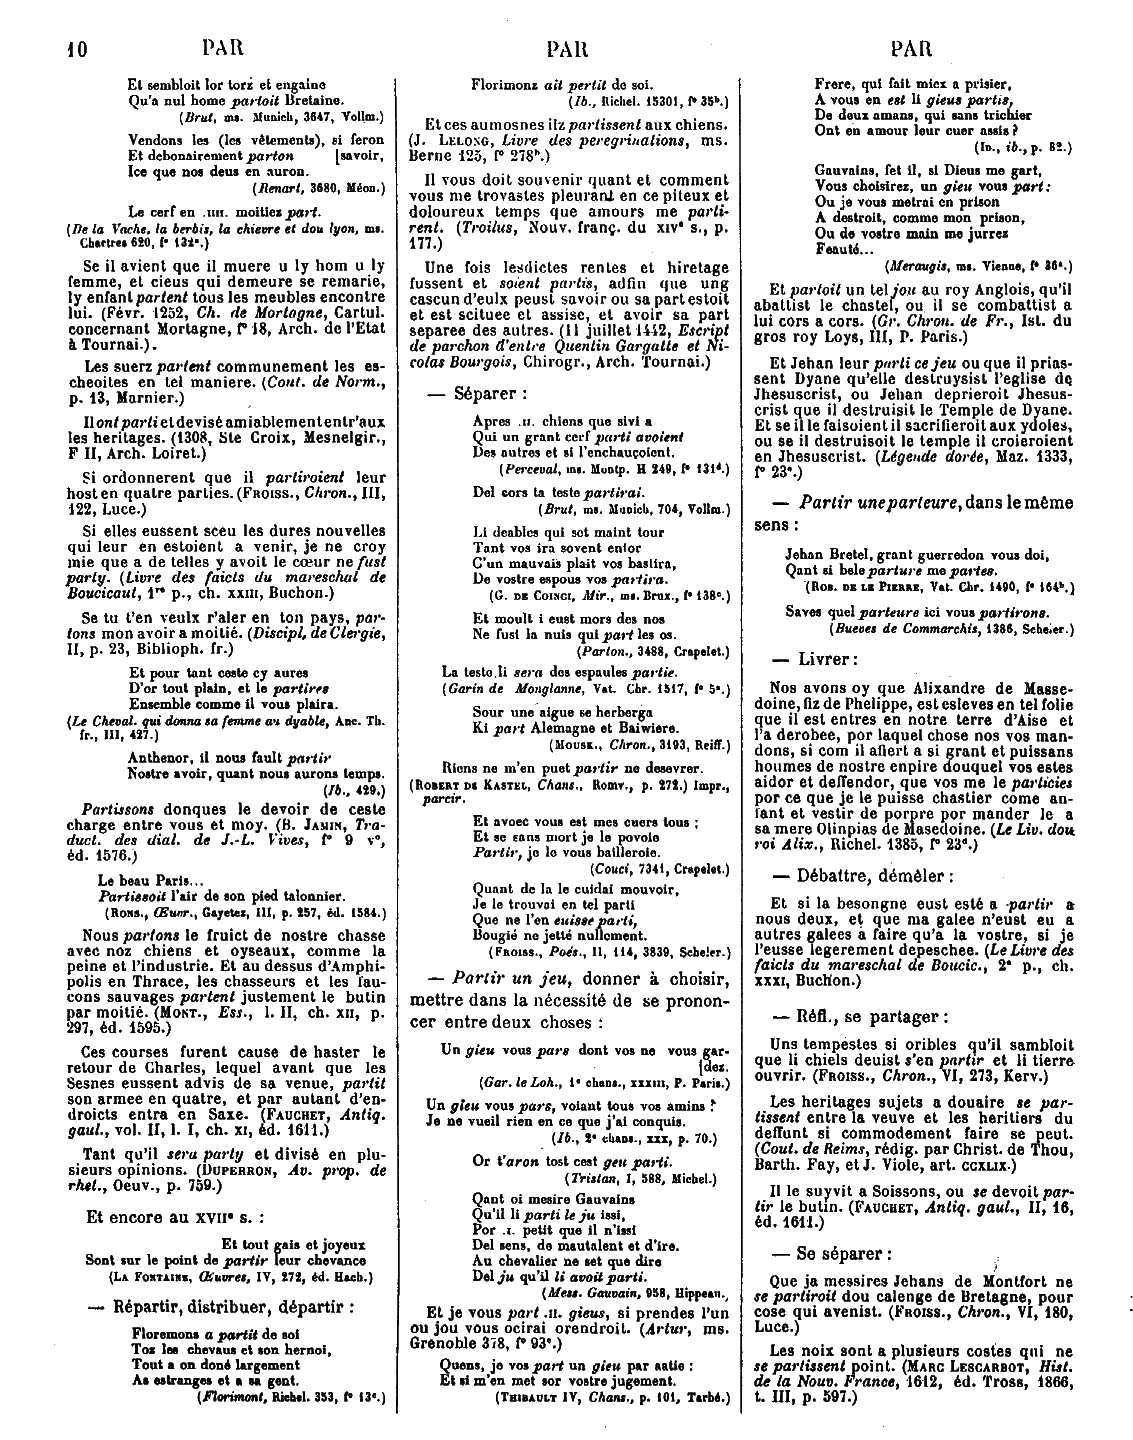 10 PAR PAR PAR
Et sembloit lor torz et engaine
Qu'a nul home partoit Bretaine.
(Brut, ms. Munich, 3647, Vollm.)
Vendons les (les vêtements), si feron
Et debonairement parton [savoir,
Ice que nos deus en auron.
(Renart, 3680, Méon.)
Le cerf en .IIII. moitiez part.
(De la Vache, la berbis, la chievre et dou lyon, ms.
Chartres 620, f° 132ᵃ.)
Se il avient que il muere u ly hom u ly
femme, et cieus qui demeure se remarie,
ly enfant partent tous les meubles encontre
lui. (Févr. 1252, Ch. de Mortagne, Cartul.
concernant Mortagne, f° 18, Arch. de l'Etat
à Tournai.).
Les suerz partent communement les es-
cheoites en tel maniere. (Cout. de Norm.,
p. 13, Marnier.)
Il ont parti et devisé amiablement entr'aux
les heritages. (1308, Ste Croix, Mesnelgir.,
F II, Arch. Loiret.)
Si ordonnerent que il partiroient leur
host en quatre parties. (FROISS., Chron., III,
122, Luce.)
Si elles eussent sceu les dures nouvelles
qui leur en estoient a venir, je ne croy
mie que a de telles y avoit le cœur ne fust
party. (Livre des faicts du mareschal de
Boucicaut, 1ʳᵉ p., ch. XXIII, Buchon.)
Se tu t'en veulx r'aler en ton pays, par-
tons mon avoir a moitié. (Discipl. de Clergie,
II, p. 23, Biblioph. fr.)
Et pour tant ceste cy aures
D'or tout plain, et le partires
Ensemble comme il vous plaira.
(Le Cheval. qui donna sa femme au dyable, Anc. Th.
fr., III, 427.)
Anthenor, il nous fault partir
Nostre avoir, quant nous aurons temps.
(Ib., 429.)
Partissons donques le devoir de ceste
charge entre vous et moy. (B. JAMIN, Tra-
duct. des dial. de J.-L. Vives, f° 9 v°,
éd. 1576.)
Le beau Paris...
Partissoit l'air de son pied talonnier.
(RONS., Œuvr., Gayetez, III, p. 257, éd. 1584.)
Nous partons le fruict de nostre chasse
avec noz chiens et oyseaux, comme la
peine et l'industrie. Et au dessus d'Amphi-
polis en Thrace, les chasseurs et les fau-
cons sauvages partent justement le butin
par moitié. (MONT., Ess., l. II, ch. XII, p.
297, éd. 1595.)
Ces courses furent cause de haster le
retour de Charles, lequel avant que les
Sesnes eussent advis de sa venue, partit
son armee en quatre, et par autant d'en-
droicts entra en Saxe. (FAUCHET, Antiq.
gaul., vol. II, l. I, ch. XI, éd. 1611.)
Tant qu'il sera party et divisé en plu-
sieurs opinions. (DUPERRON, Av. prop. de
rhet., Oeuv., p. 759.)
Et encore au XVIIᵉ s. :
Et tout gais et joyeux
Sont sur le point de partir leur chevance
(LA FONTAINE, Œuvres, IV, 272, éd. Hach.)
— Répartir, distribuer, départir :
Floremons a partit de soi
Toz les chevaus et son hernoi,
Tout a on doné largement
As estranges et a sa gent.
(Florimont, Richel. 353, f° 13ᵉ.)
Florimonz ait pertit de soi.
(Ib., Richel. 15301, f° 35ᵇ.)
Et ces aumosnes ilz partissent aux chiens.
(J. LELONG, Livre des peregrinations, ms.
Berne 125, f° 278ᵇ.)
Il vous doit souvenir quant et comment
vous me trovastes pleurant en ce piteux et
doloureux temps que amours me parti-
rent. (Troilus, Nouv. franç. du XIVᵉ s., p.
177.)
Une fois lesdictes rentes et hiretage
fussent et soient partis, adfin que ung
cascun d'eulx peust savoir ou sa part estoit
et est scituee et assise, et avoir sa part
separee des autres. (11 juillet 1442, Escript
de parchon d'entre Quentin Gargatte et Ni-
colas Bourgois, Chirogr., Arch. Tournai.)
— Séparer :
Apres .II. chiens que sivi a
Qui un grant cerf parti avoient
Des autres et si l'enchauçoient.
(Perceval, ms. Montp. H 249, f° 131ᵈ.)
Del cors ta teste partirai.
(Brut, ms. Munich, 704, Vollm.)
Li deables qui sot maint tour
Tant vos ira sovent entor
C'un mauvais plait vos bastira,
De vostre espous vos partira.
(G. DE COINCI, Mir., ms. Brux., f° 138ᶜ.)
Et moult i eust mors des nos
Ne fust la nuis qui part les os.
(Parton., 3488, Crapelet.)
La teste li sera des espaules partie.
(Garin de Monglanne, Vat. Chr. 1517, f° 5ᵃ.)
Sour une aigue se herberga
Ki part Alemagne et Baiwiere.
(MOUSK., Chron., 3193, Reiff.)
Riens ne m'en puet partir ne desevrer.
(ROBERT DE KASTEL, Chans., Romv., p. 272.) Impr.,
parcir.
Et avoec vous est mes cuers tous ;
Et se sans mort je le povoie
Partir, je le vous bailleroie.
(Couci, 7341, Crapelet.)
Quant de la le cuidai mouvoir,
Je le trouvai en tel parti
Que ne l'en euisse parti,
Bougié ne jetté nullement.
(FROISS., Poés., II, 114, 3839, Scheler.)
— Partir un jeu, donner à choisir,
mettre dans la nécessité de se pronon-
cer entre deux choses :
Un gieu vous pars dont vos ne vous gar-
[dez.
(Gar. le Loh., 1ᵉ chans., XXXIII, P. Paris.)
Un gieu vous pars, volant tous vos amins ?
Je ne vueil rien en ce que j'ai conquis.
(Ib., 2ᵉ chans., XXX, p. 70.)
Or t'aron tost cest geu parti.
(Tristan, I, 588, Michel.)
Qant oi mesire Gauvains
Qu'il li parti le ju issi,
Por .I. petit que il n'issi
Del sens, de mautalent et d'ire.
Au chevalier ne set que dire
Del ju qu'il li avoit parti.
(Mess. Gauvain, 958, Hippeau.,
Et je vous part .II. gieus, si prendes l'un
ou jou vous ocirai orendroit. (Artur, ms.
Grenoble 378, f° 93ᶜ.)
Quens, je vos part un gieu par aatie :
Et si m'en met sor vostre jugement.
(THIBAULT IV, Chans., p. 101, Tarbé.)
Frere, qui fait miex a prisier,
A vous en est li gieus partis,
De deux amans, qui sans trichier
Ont en amour leur cuer assis ?
(ID., ib., p. 82.)
Gauvains, fet il, si Dieus me gart,
Vous choisirez, un gieu vous part :
Ou je vous metrai en prison
A destroit, comme mon prison,
Ou de vostre main me jurrez
Feauté...
(Meraugis, ms. Vienne, f° 36ᵃ.)
Et partoit un tel jou au roy Anglois, qu'il
abattist le chastel, ou il se combattist a
lui cors a cors. (Gr. Chron. de Fr., Ist. du
gros roy Loys, III, P. Paris.)
Et Jehan leur parti ce jeu ou que il prias-
sent Dyane qu'elle destruysist l'eglise de
Jhesuscrist, ou Jehan deprieroit Jhesus-
crist que il destruisit le Temple de Dyane.
Et se il le faisoient il sacrifieroit aux ydoles,
ou se il destruisoit le temple il croieroient
en Jhesuscrist. (Légende dorée, Maz. 1333,
f° 23ᵃ.)
— Partir une parteure, dans le même
sens :
Jehan Bretel, grant guerredon vous doi,
Qant si bele parture me partes.
(ROB. DE LE PIERRE, Vat. Chr. 1490, f° 164ᵇ.)
Saves quel parteure ici vous partirons.
(Bueves de Commarchis, 1386, Scheler.)
— Livrer :
Nos avons oy que Alixandre de Masse-
doine, fiz de Phelippe, est esleves en tel folie
que il est entres en notre terre d'Aise et
l'a derobee, por laquel chose nos vos man-
dons, si com il afiert a si grant et puissans
houmes de nostre enpire douquel vos estes
aidor et deffendor, que vos me le particies
por ce que je le puisse chastier come an-
fant et vestir de porpre por mander le a
sa mere Olinpias de Masedoine. (Le Liv. dou
roi Alix., Richel. 1385, f° 23ᵈ.)
— Débattre, démêler :
Et si la besongne eust esté a partir a
nous deux, et que ma galee n'eust eu a
autres galees à faire qu'a la vostre, si je
l'eusse legerement depeschee. (Le Livre des
faicts du mareschal de Boucic., 2ᵉ p., ch.
XXXI, Buchon.)
— Réfl., se partager :
Uns tempestes si oribles qu'il sambloit
que li chiels deuist s'en partir et li tierre
ouvrir. (FROISS., Chron., VI, 273, Kerv.)
Les heritages sujets a douaire se par-
tissent entre la veuve et les heritiers du
deffunt si commodement faire se peut.
(Cout. de Reims, rédig. par Christ. de Thou,
Barth. Fay, et J. Viole, art. CCXLIX.)
Il le suyvit a Soissons, ou se devoit par-
tir le butin. (FAUCHET, Antiq. gaul., II, 16,
éd. 1611.)
— Se séparer :
Que ja messires Jehans de Montfort ne
se partiroit dou calenge de Bretagne, pour
cose qui avenist. (FROISS., Chron., VI, 180,
Luce.)
Les noix sont a plusieurs costes qui ne
se partissent point. (MARC LESCARBOT, Hist.
de la Nouv. France, 1612, éd. Tross, 1866,
t. III, p. 597.)